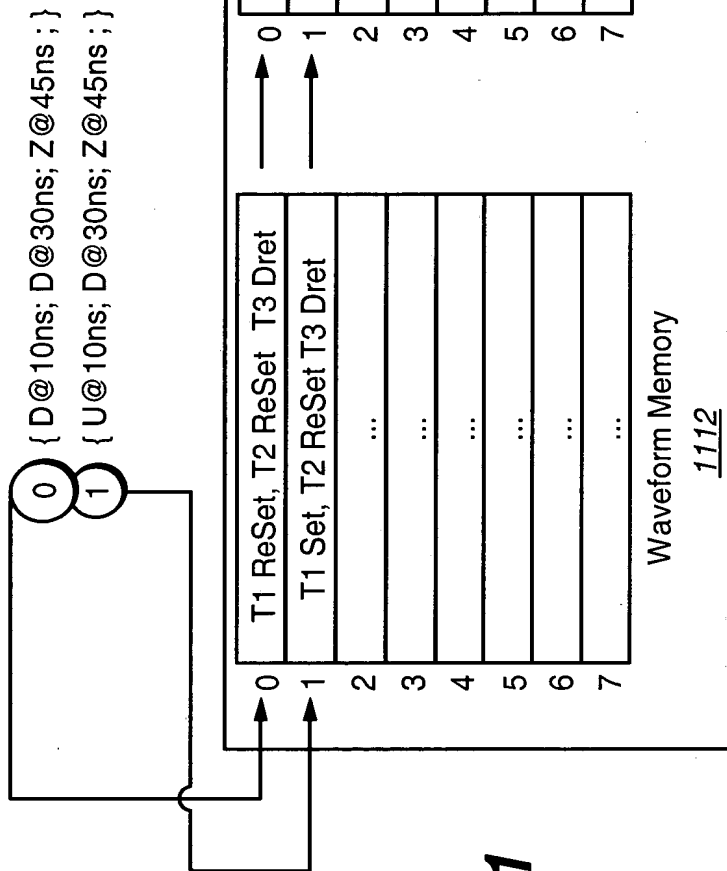 0 { D@10ns; D@30ns; Z@45ns ; }
1 { U@10ns; D@30ns; Z@45ns ; }
0 T1 ReSet, T2 ReSet T3 Dret 0
1 T1 Set, T2 ReSet T3 Dret 1
2 ... 2
3 ... 3
4 ... 4
5 ... 5
6 ... 6
7 ... 7
Waveform Memory
1112